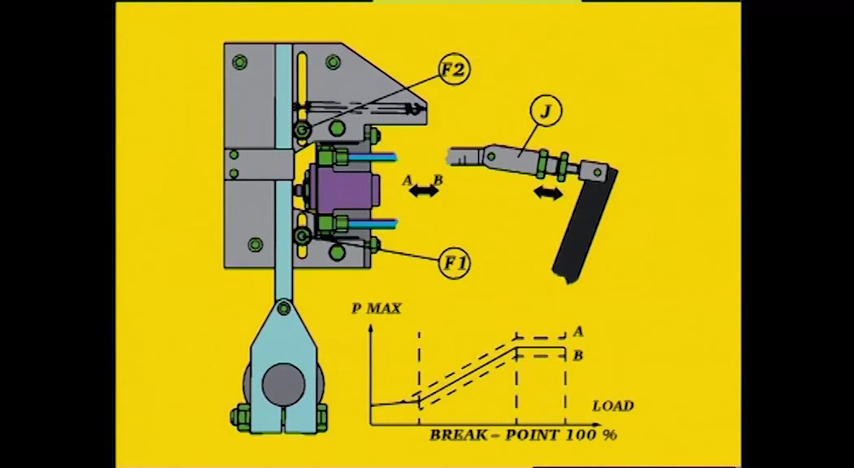 F2
J
A B
F1
P MAX
A
B
LOAD
BREAK – POINT 100 %